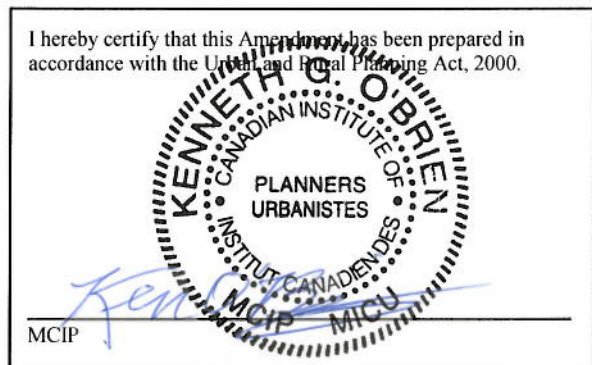 I hereby certify that this Amendment has been prepared in
accordance with the Urban and Rural Planning Act, 2000.
KENNETH G. O'BRIEN
CANADIAN INSTITUTE OF
PLANNERS
URBANISTES
INSTITUT CANADIEN DES
MCIP MICU
Ken O'B
MCIP